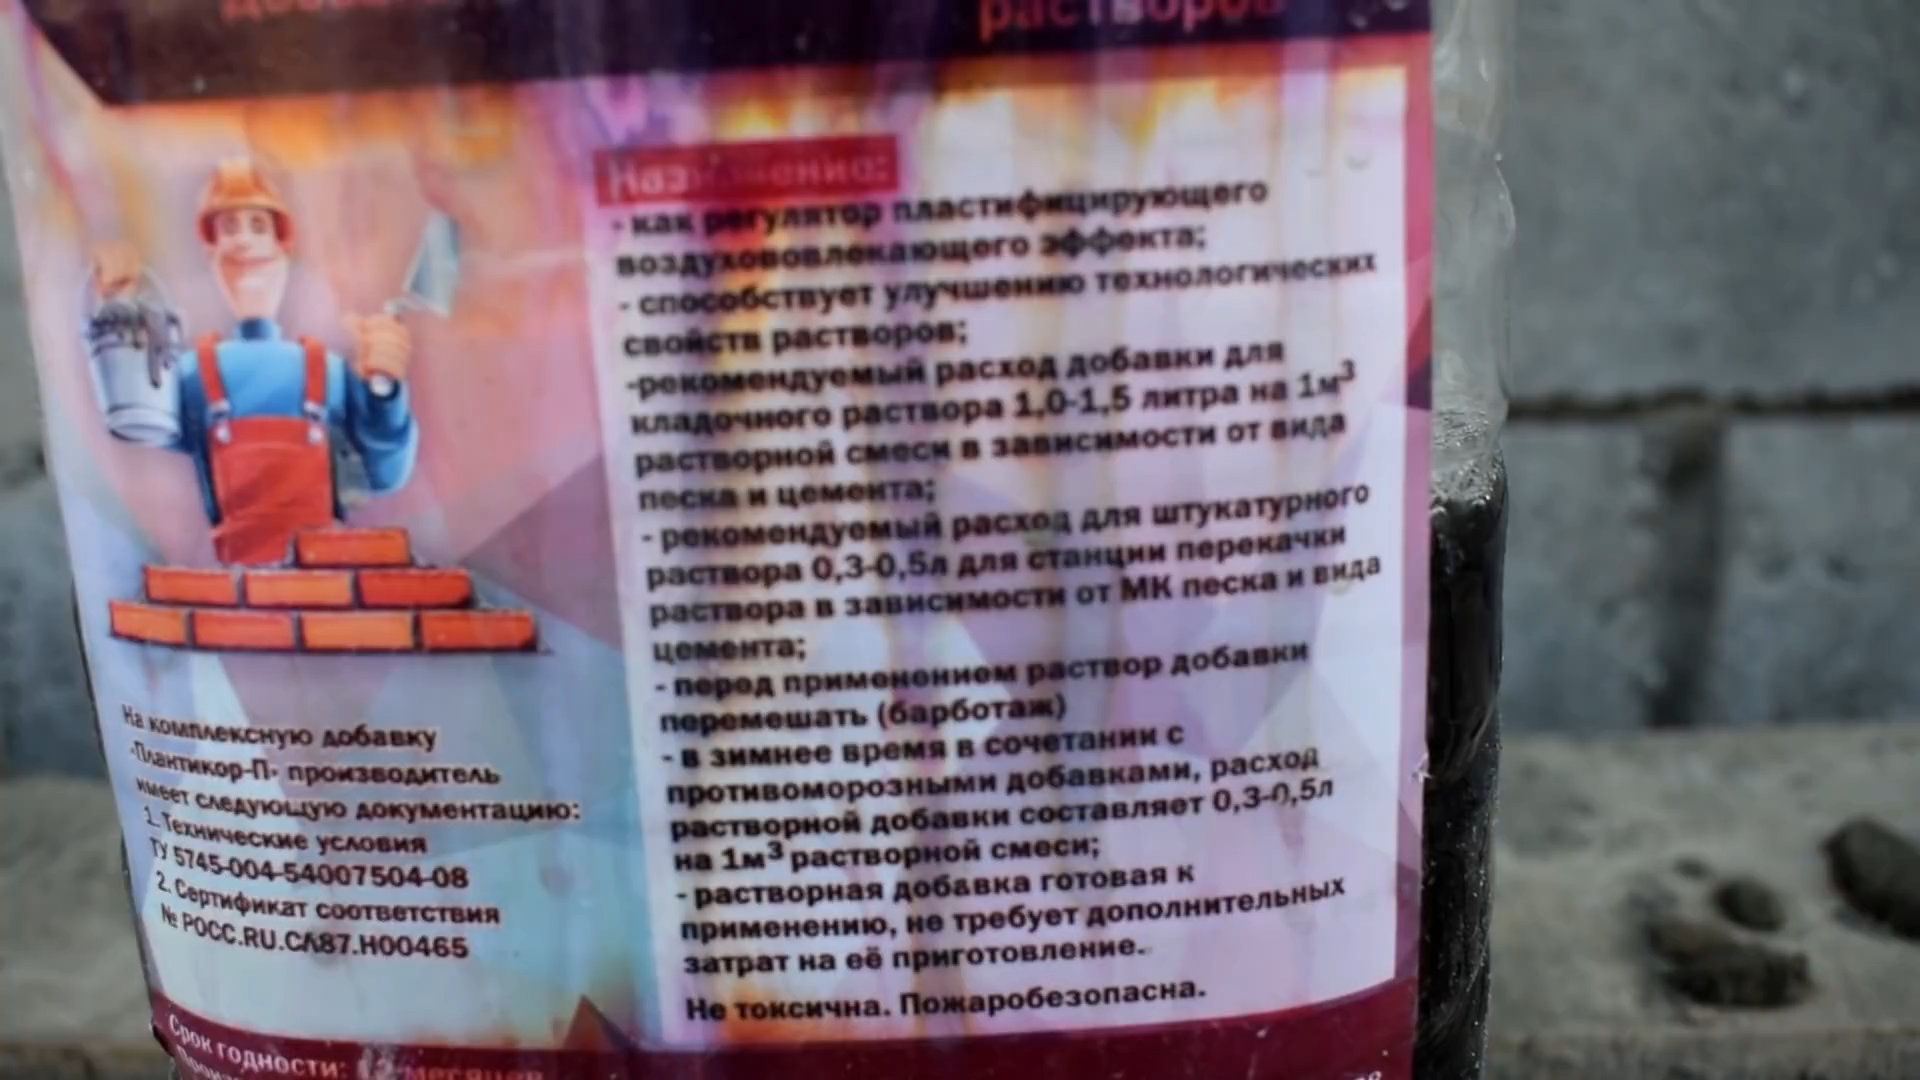 растворов
Назначение:
- как регулятор пластифицирующего
воздухововлекающего эффекта;
- способствует улучшению технологических
свойств растворов;
-рекомендуемый расход добавки для
кладочного раствора 1,0-1,5 литра на 1м³
растворной смеси в зависимости от вида
песка и цемента;
- рекомендуемый расход для штукатурного
раствора 0,3-0,5л для станции перекачки
раствора в зависимости от МК песка и вида
цемента;
- перед применением раствор добавки
перемешать (барботаж)
- в зимнее время в сочетании с
противоморозными добавками, расход
растворной добавки составляет 0,3-0,5л
на 1м³ растворной смеси;
- растворная добавка готовая к
применению, не требует дополнительных
затрат на её приготовление.
Не токсична. Пожаробезопасна.
На комплексную добавку
-Плантикор-П- производитель
имеет следующую документацию:
1. Технические условия
ТУ 5745-004-54007504-08
2. Сертификат соответствия
№ РОСС.RU.СЛ87.Н00465
Срок годности: 12 месяцев